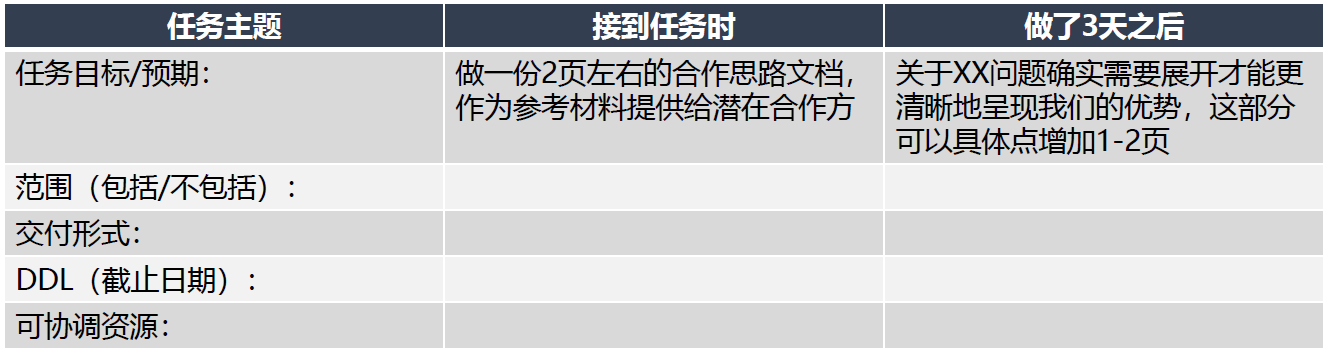 任务主题 接到任务时 做了3天之后
任务目标/预期：
做一份2页左右的合作思路文档，
作为参考材料提供给潜在合作方
关于XX问题确实需要展开才能更
清晰地呈现我们的优势，这部分
可以具体点增加1-2页
范围（包括/不包括）：
交付形式：
DDL（截止日期）：
可协调资源：